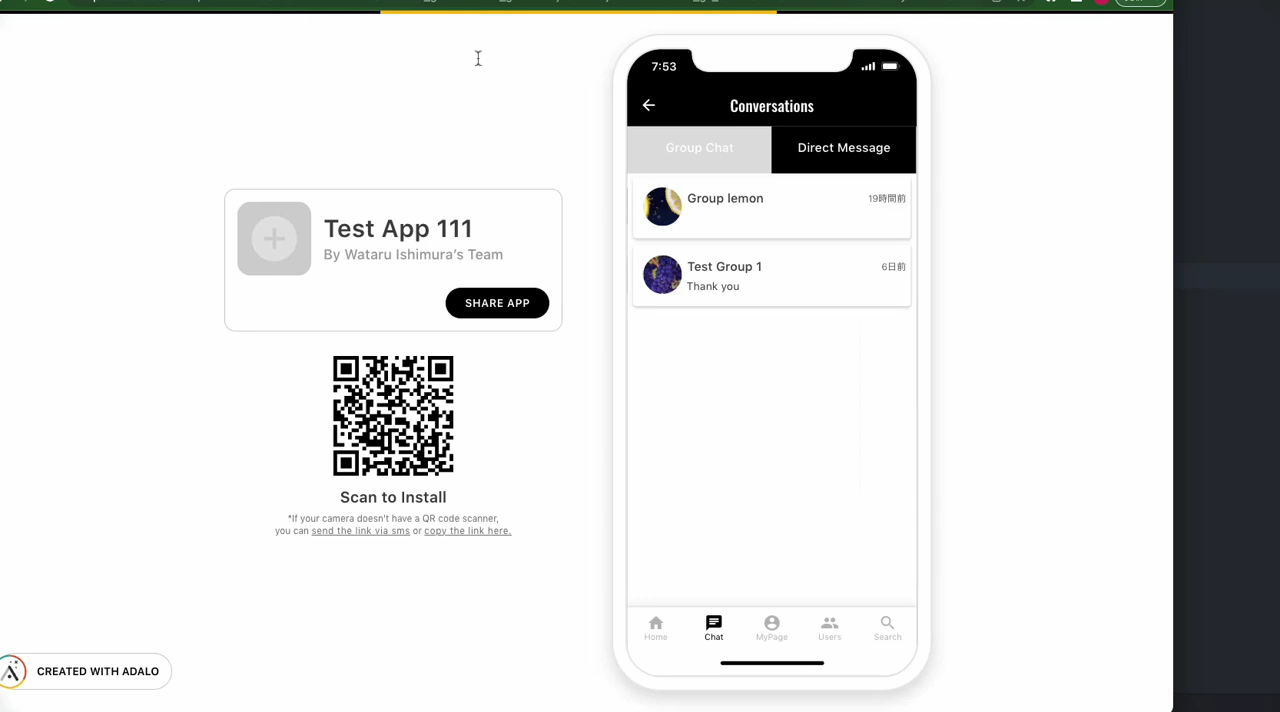 7:53
Conversations
Group Chat
Direct Message
Group lemon
19時間前
Test Group 1
6日前
Thank you
Home
Chat
MyPage
Users
Search
Test App 111
By Wataru Ishimura’s Team
SHARE APP
Scan to Install
*If your camera doesn't have a QR code scanner,
you can send the link via sms or copy the link here.
CREATED WITH ADALO